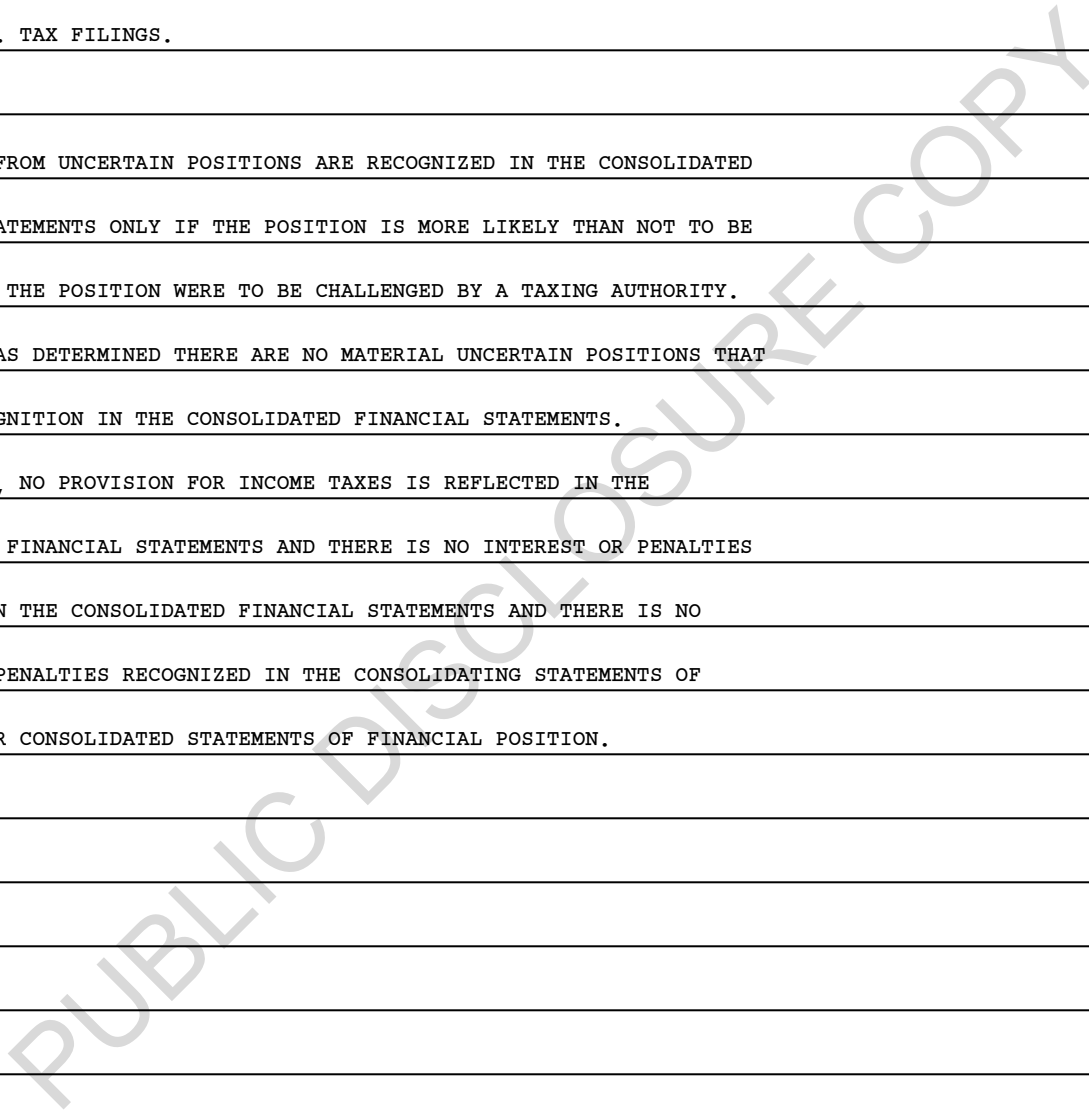 . TAX FILINGS.
FROM UNCERTAIN POSITIONS ARE RECOGNIZED IN THE CONSOLIDATED
ATEMENTS ONLY IF THE POSITION IS MORE LIKELY THAN NOT TO BE
THE POSITION WERE TO BE CHALLENGED BY A TAXING AUTHORITY.
AS DETERMINED THERE ARE NO MATERIAL UNCERTAIN POSITIONS THAT
GNITION IN THE CONSOLIDATED FINANCIAL STATEMENTS.
, NO PROVISION FOR INCOME TAXES IS REFLECTED IN THE
FINANCIAL STATEMENTS AND THERE IS NO INTEREST OR PENALTIES
N THE CONSOLIDATED FINANCIAL STATEMENTS AND THERE IS NO
PENALTIES RECOGNIZED IN THE CONSOLIDATING STATEMENTS OF
R CONSOLIDATED STATEMENTS OF FINANCIAL POSITION.
PUBLIC DISCLOSURE COPY